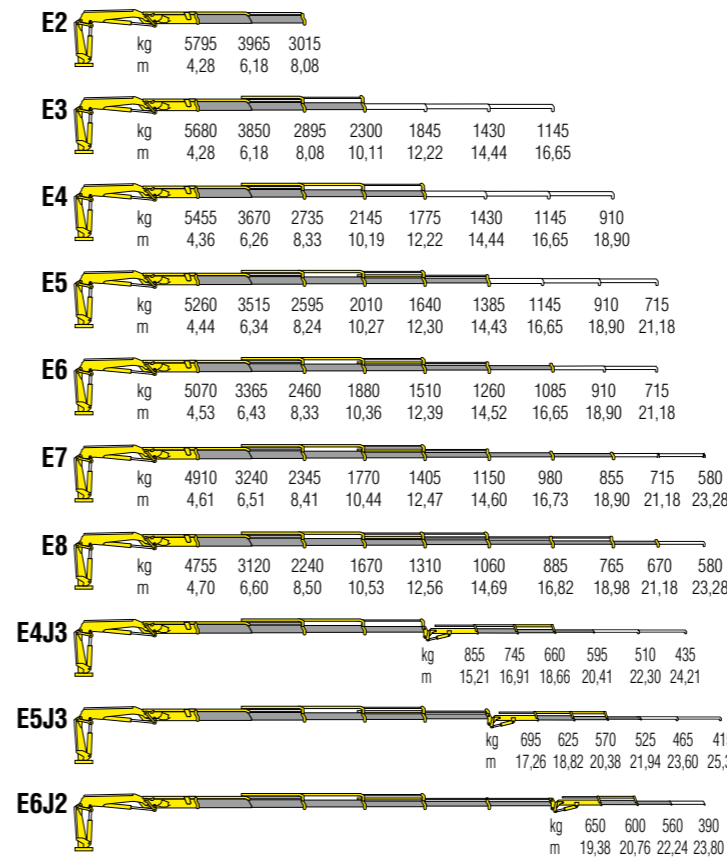 E2
kg 5795 3965 3015
m 4,28 6,18 8,08
E3
kg 5680 3850 2895 2300 1845 1430 1145
m 4,28 6,18 8,08 10,11 12,22 14,44 16,65
E4
kg 5455 3670 2735 2145 1775 1430 1145 910
m 4,36 6,26 8,33 10,19 12,22 14,44 16,65 18,90
E5
kg 5260 3515 2595 2010 1640 1385 1145 910 715
m 4,44 6,34 8,24 10,27 12,30 14,43 16,65 18,90 21,18
E6
kg 5070 3365 2460 1880 1510 1260 1085 910 715
m 4,53 6,43 8,33 10,36 12,39 14,52 16,65 18,90 21,18
E7
kg 4910 3240 2345 1770 1405 1150 980 855 715 580
m 4,61 6,51 8,41 10,44 12,47 14,60 16,73 18,90 21,18 23,28
E8
kg 4755 3120 2240 1670 1310 1060 885 765 670 580
m 4,70 6,60 8,50 10,53 12,56 14,69 16,82 18,98 21,18 23,28
E4J3
kg 855 745 660 595 510 435
m 15,21 16,91 18,66 20,41 22,30 24,21
E5J3
kg 695 625 570 525 465
m 17,26 18,82 20,38 21,94 23,60
E6J2
kg 650 600 560 390
m 19,38 20,76 22,24 23,80